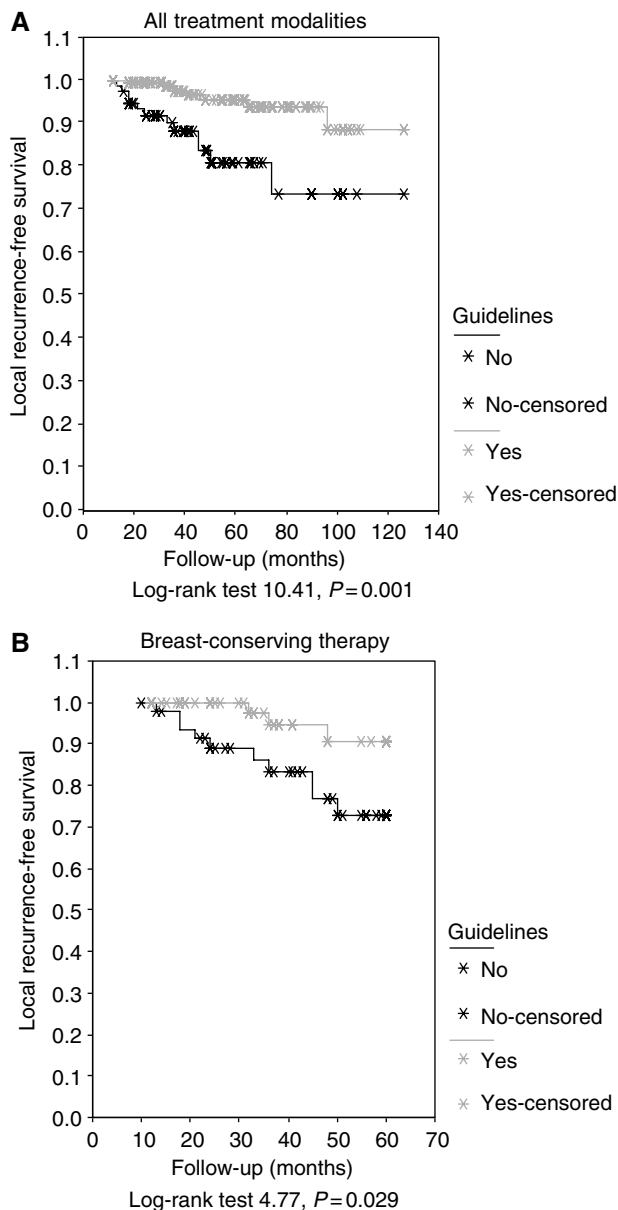 A
All treatment modalities
1.1
1.0
0.9
0.8
0.7
0.6
0.5
0.4
0.3
0.2
0.1
0.0
Local recurrence-free survival
0 20 40 60 80 100 120 140
Follow-up (months)
Log-rank test 10.41, P=0.001
Guidelines
No
No-censored
Yes
Yes-censored
B
Breast-conserving therapy
1.1
1.0
0.9
0.8
0.7
0.6
0.5
0.4
0.3
0.2
0.1
0.0
Local recurrence-free survival
0 10 20 30 40 50 60 70
Follow-up (months)
Log-rank test 4.77, P=0.029
Guidelines
No
No-censored
Yes
Yes-censored